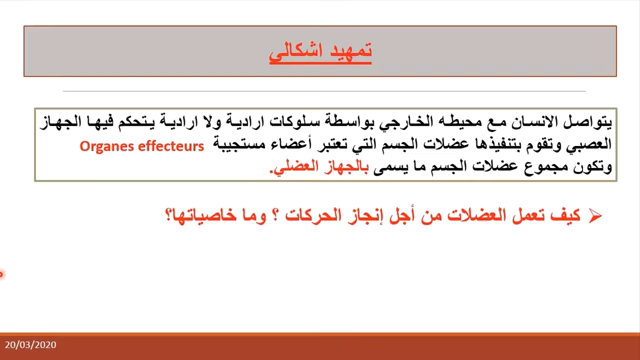 تمهيد اشكالي
يتواصل الانسان مع محيطه الخارجي بواسطة سلوكات ارادية ولا ارادية يتحكم فيها الجهاز
العصبي وتقوم بتنفيذها عضلات الجسم التي تعتبر أعضاء مستجيبة Organes effecteurs
وتكون مجموع عضلات الجسم ما يسمى بالجهاز العضلي.
➢ كيف تعمل العضلات من أجل إنجاز الحركات ؟ وما خاصياتها؟
20/03/2020